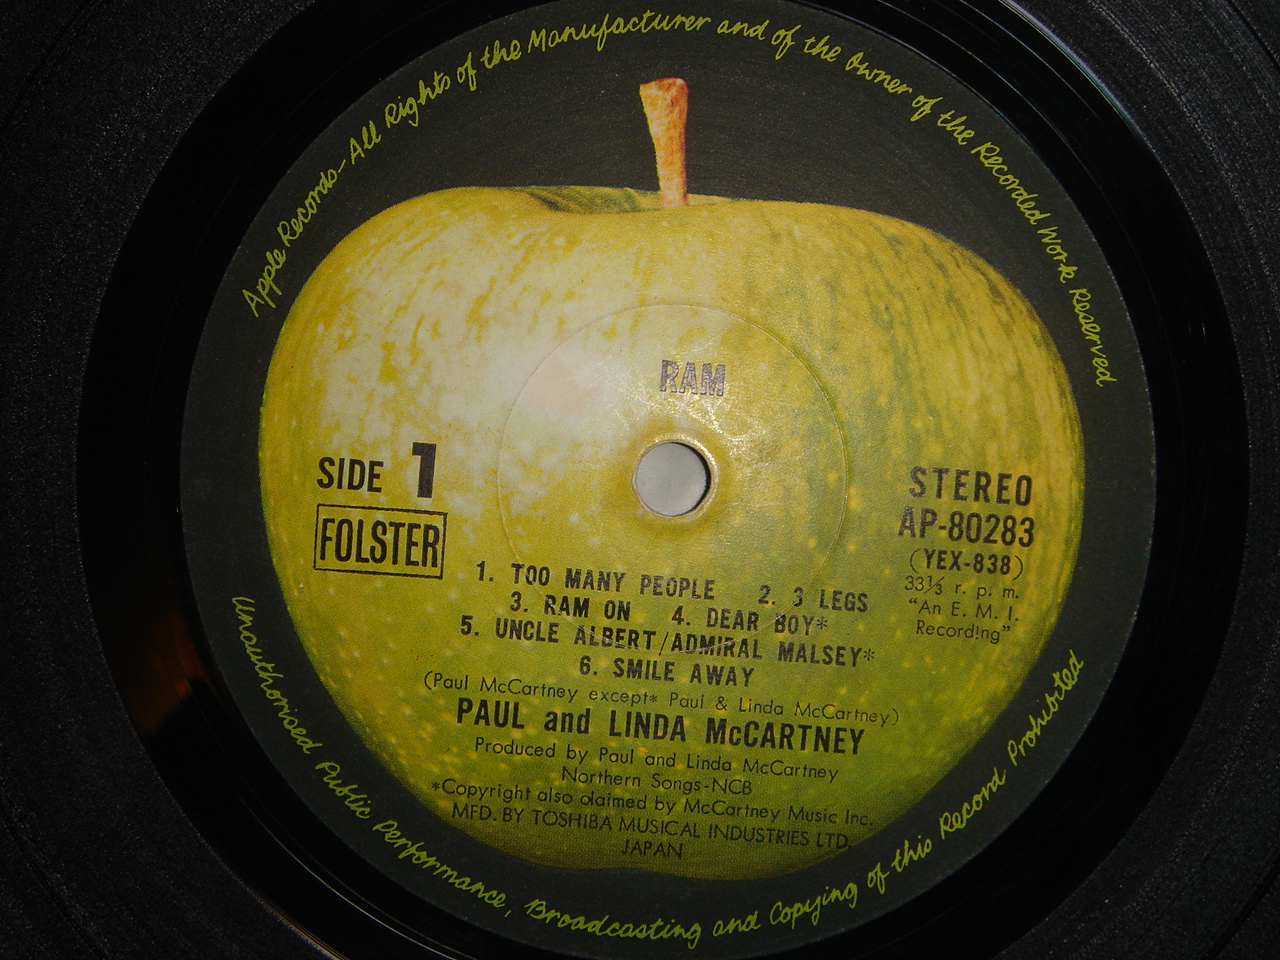 Apple Records-All Rights of the Manufacturer and of the Owner of the Recorded Work Reserved
RAM
SIDE 1
FOLSTER
STEREO
AP-80283
(YEX-838)
33⅓ r. p. m.
"An E. M. I.
Recording"
1. TOO MANY PEOPLE 2. 3 LEGS
3. RAM ON 4. DEAR BOY*
5. UNCLE ALBERT/ADMIRAL MALSEY*
6. SMILE AWAY
(Paul McCartney except* Paul & Linda McCartney)
PAUL and LINDA McCARTNEY
Produced by Paul and Linda McCartney
Northern Songs-NCB
*Copyright also olaimed by McCartney Music Inc.
MFD. BY TOSHIBA MUSICAL INDUSTRIES LTD.
JAPAN
Unauthorised Public Performance, Broadcasting and Copying of this Record Prohibited